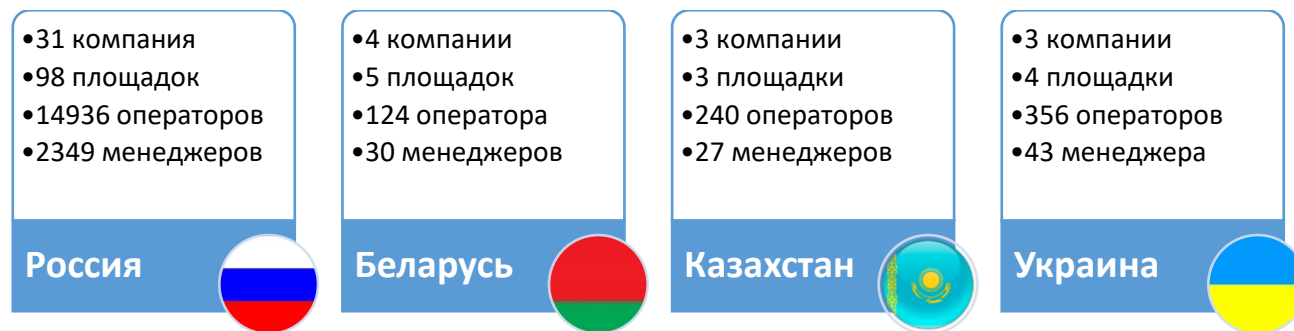 •31 компания
•98 площадок
•14936 операторов
•2349 менеджеров
Россия
•4 компании
•5 площадок
•124 оператора
•30 менеджеров
Беларусь
•3 компании
•3 площадки
•240 операторов
•27 менеджеров
Казахстан
•3 компании
•4 площадки
•356 операторов
•43 менеджера
Украина